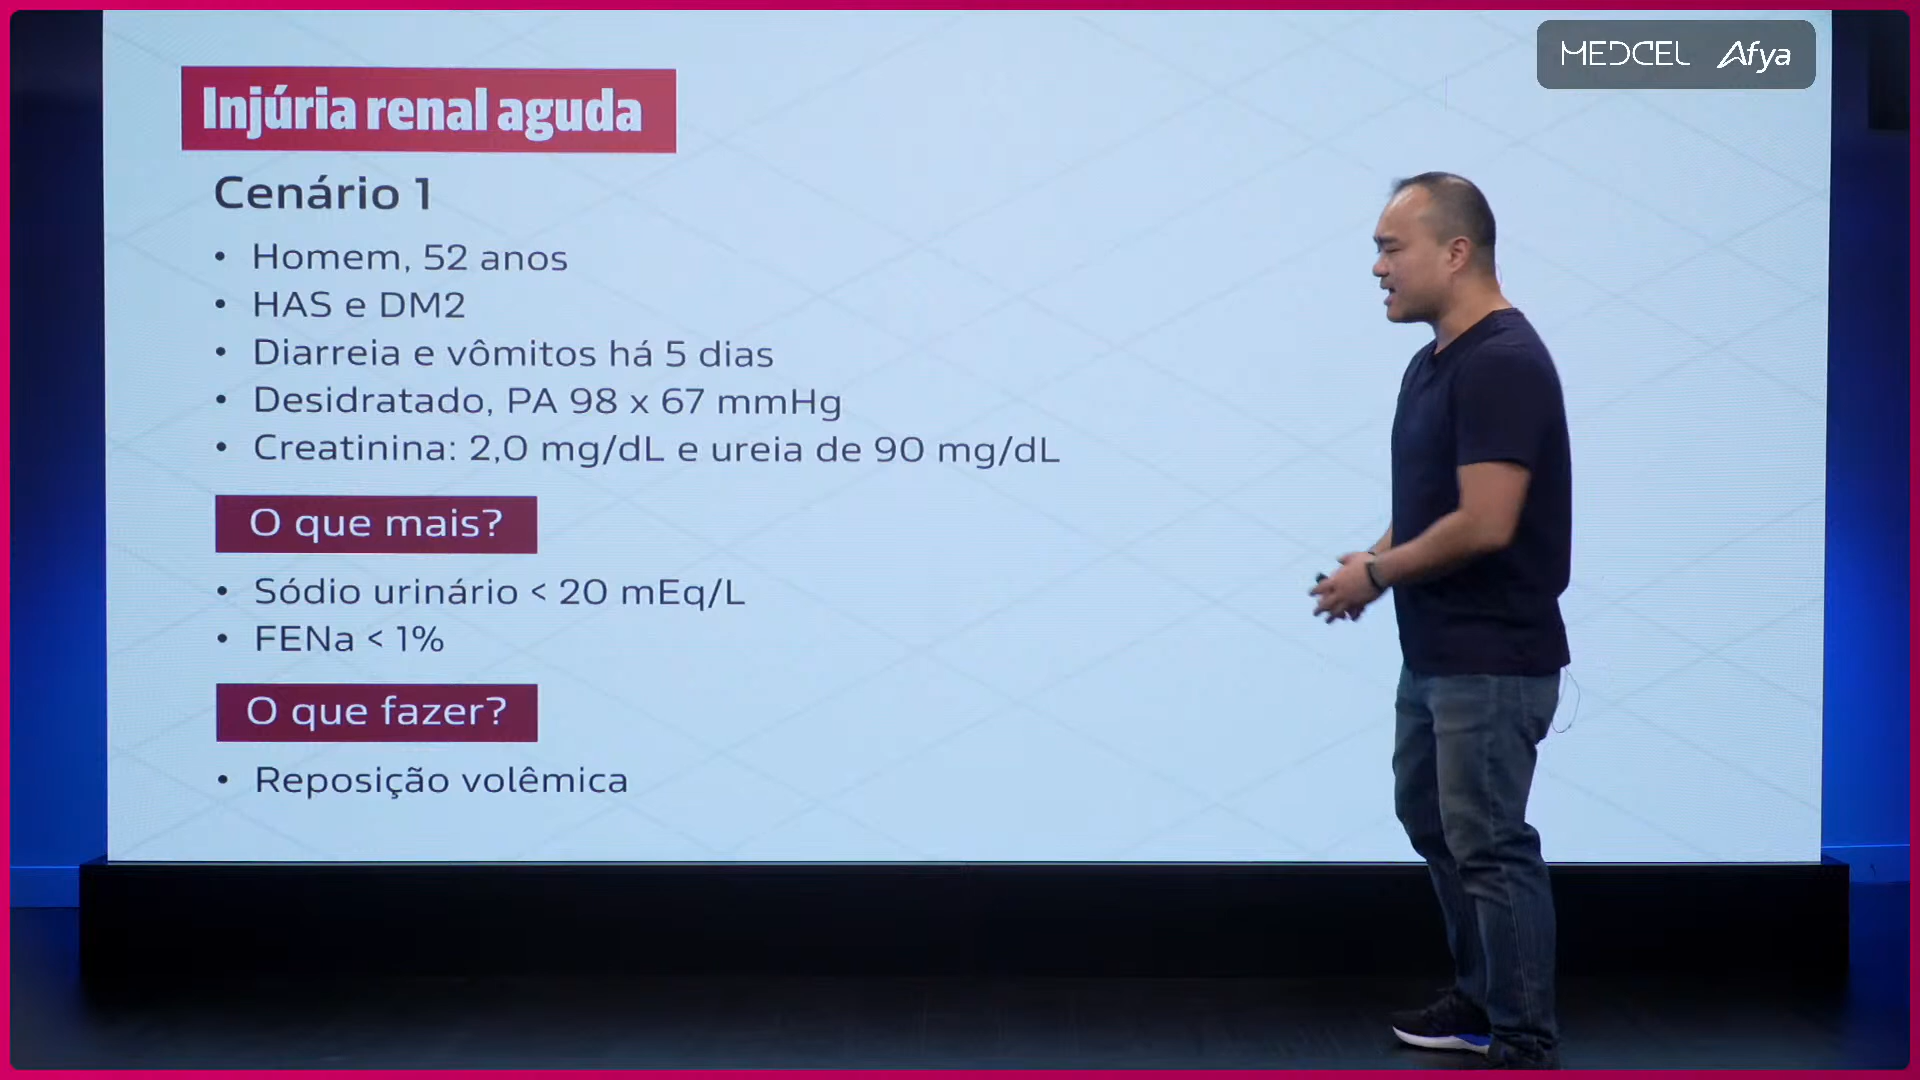 MEDCEL Afya
Injúria renal aguda
Cenário 1
• Homem, 52 anos
• HAS e DM2
• Diarreia e vômitos há 5 dias
• Desidratado, PA 98 x 67 mmHg
• Creatinina: 2,0 mg/dL e ureia de 90 mg/dL
O que mais?
• Sódio urinário < 20 mEq/L
• FENa < 1%
O que fazer?
• Reposição volêmica